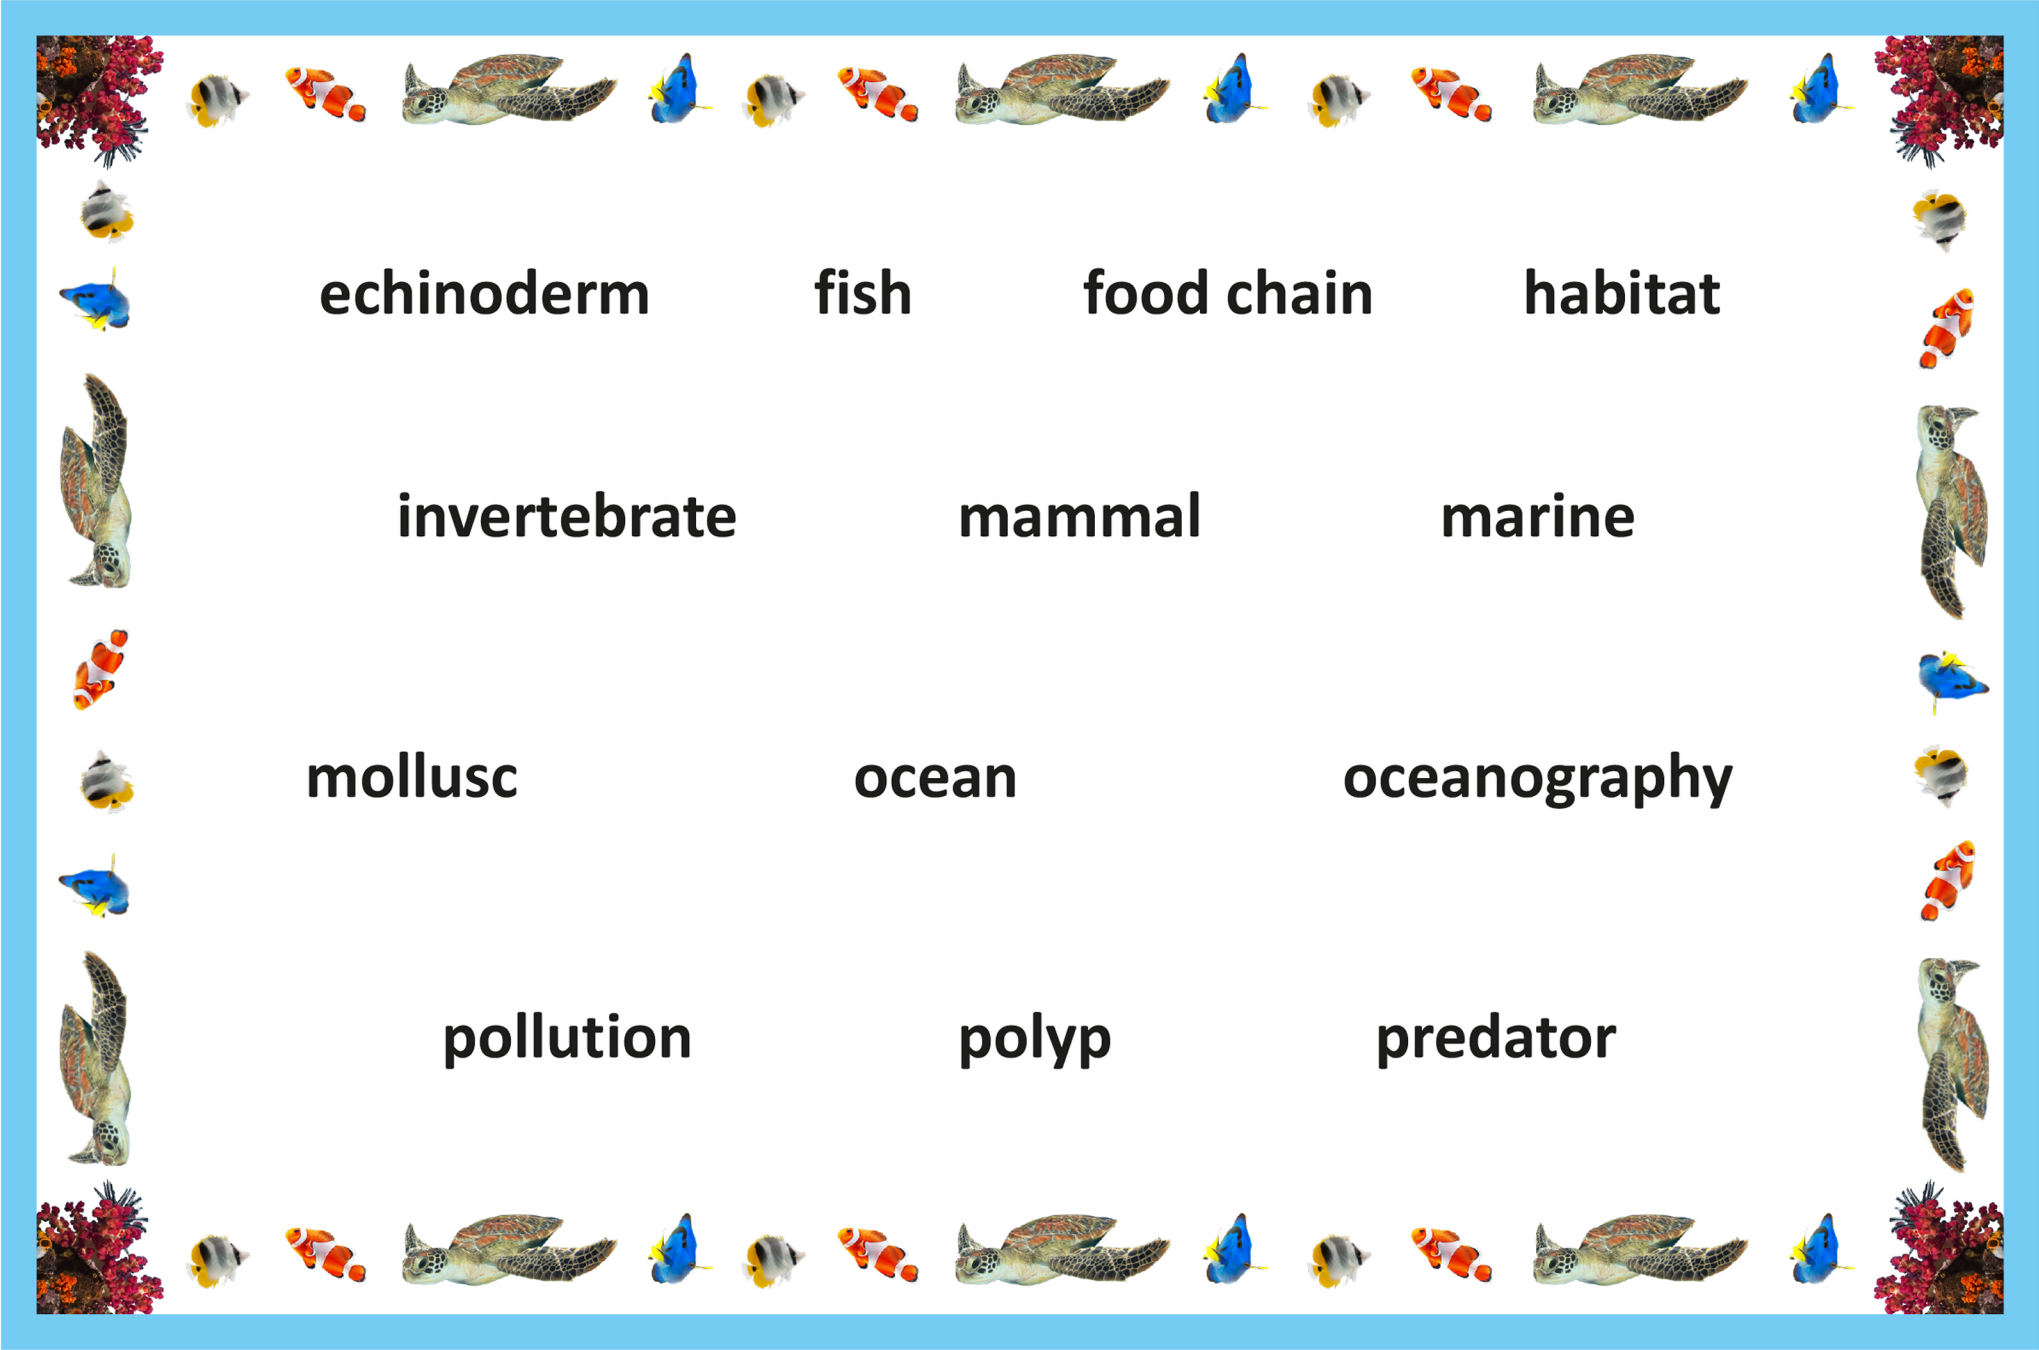 echinoderm fish food chain habitat
invertebrate mammal marine
mollusc ocean oceanography
pollution polyp predator